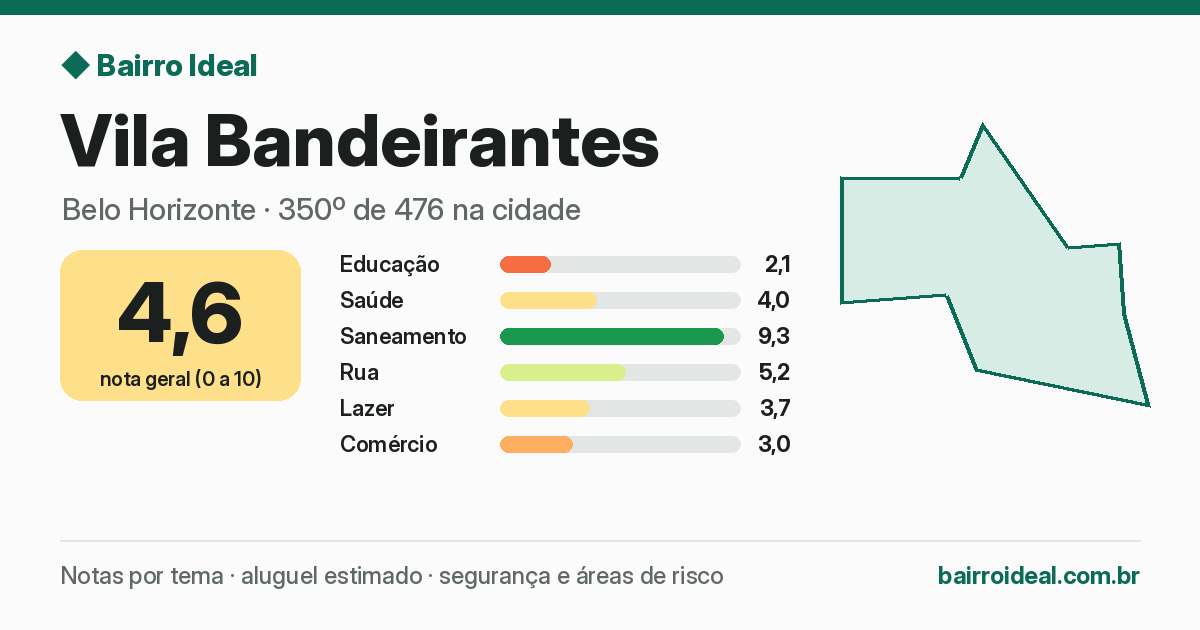 Bairro Ideal
Vila Bandeirantes
Belo Horizonte · 350º de 476 na cidade
4,6
nota geral (0 a 10)
Educação 2,1
Saúde 4,0
Saneamento 9,3
Rua 5,2
Lazer 3,7
Comércio 3,0
Notas por tema · aluguel estimado · segurança e áreas de risco
bairroideal.com.br